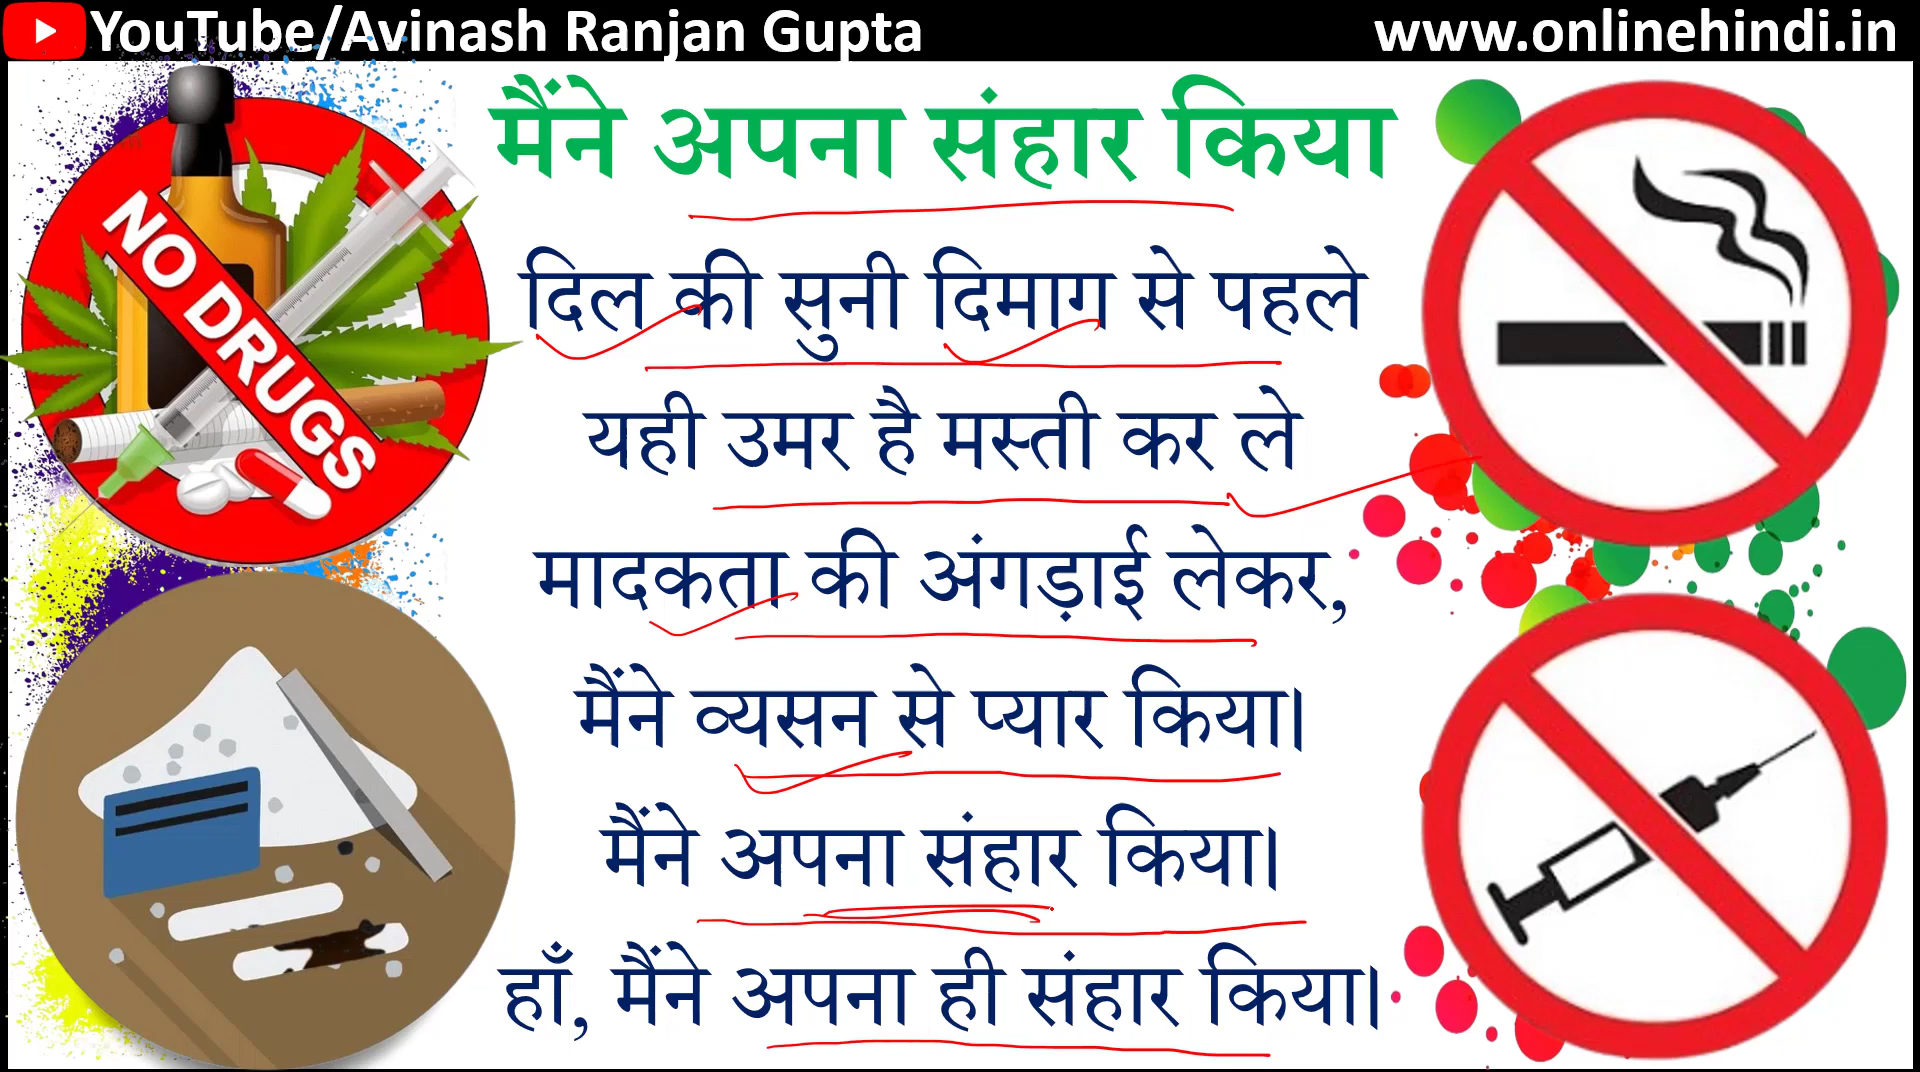 YouTube/Avinash Ranjan Gupta
www.onlinehindi.in
मैंने अपना संहार किया
NO DRUGS
दिल की सुनी दिमाग से पहले
यही उमर है मस्ती कर ले
मादकता की अंगड़ाई लेकर,
मैंने व्यसन से प्यार किया।
मैंने अपना संहार किया।
हाँ, मैंने अपना ही संहार किया।